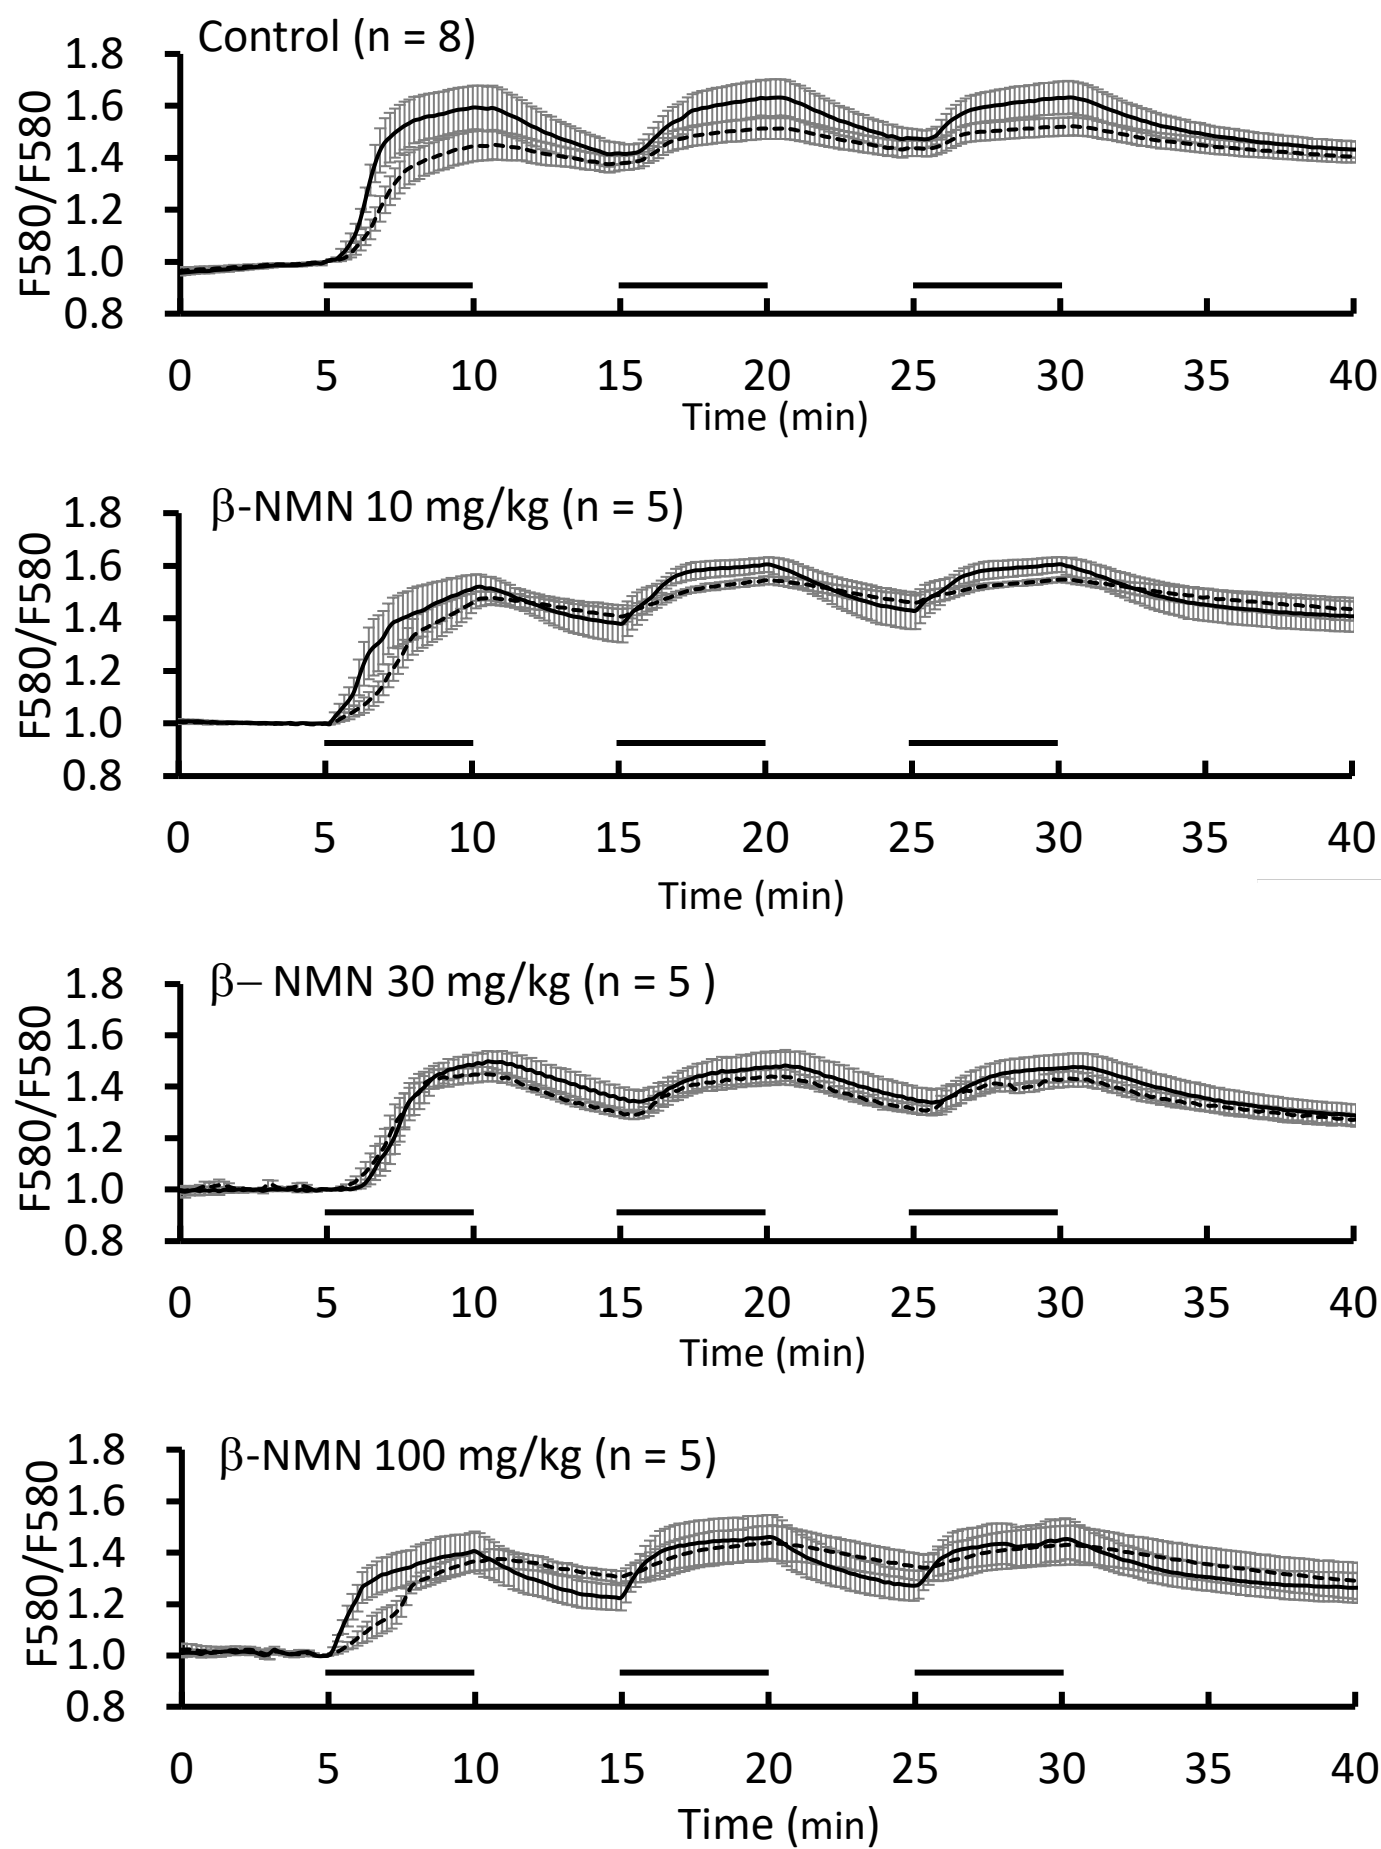 Control (n = 8)
F580/F580
1.8
1.6
1.4
1.2
1.0
0.8
0 5 10 15 20 25 30 35 40
Time (min)
β-NMN 10 mg/kg (n = 5)
F580/F580
1.8
1.6
1.4
1.2
1.0
0.8
0 5 10 15 20 25 30 35 40
Time (min)
β– NMN 30 mg/kg (n = 5 )
F580/F580
1.8
1.6
1.4
1.2
1.0
0.8
0 5 10 15 20 25 30 35 40
Time (min)
β-NMN 100 mg/kg (n = 5)
F580/F580
1.8
1.6
1.4
1.2
1.0
0.8
0 5 10 15 20 25 30 35 40
Time (min)